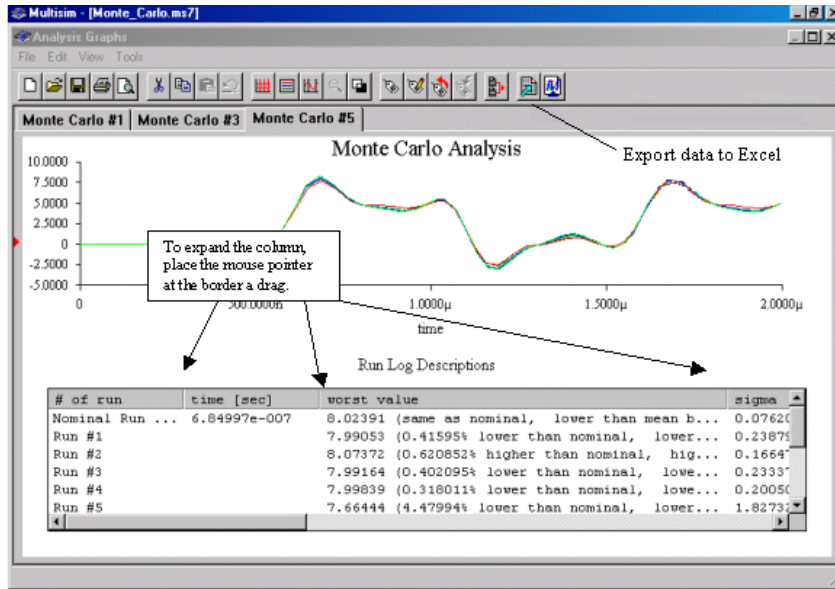 Multisim - [Monte_Carlo.ms7]
Analysis Graphs
File Edit View Tools
Monte Carlo #1 Monte Carlo #3 Monte Carlo #5
Monte Carlo Analysis
Export data to Excel
10.0000
7.5000
5.0000
2.5000
0
-2.5000
-5.0000
To expand the column,
place the mouse pointer
at the border a drag.
0 500.0000n 1.0000µ 1.5000µ 2.0000µ
time
Run Log Descriptions
# of run time [sec] worst value sigma
Nominal Run ... 6.84997e-007 8.02391 (same as nominal, lower than mean b... 0.0762
Run #1 7.99053 (0.41595% lower than nominal, lower... 0.23879
Run #2 8.07372 (0.620852% higher than nominal, hig... 0.1664
Run #3 7.99164 (0.402095% lower than nominal, lowe... 0.2333
Run #4 7.99839 (0.318011% lower than nominal, lowe... 0.2005
Run #5 7.66444 (4.47994% lower than nominal, lower... 1.8273